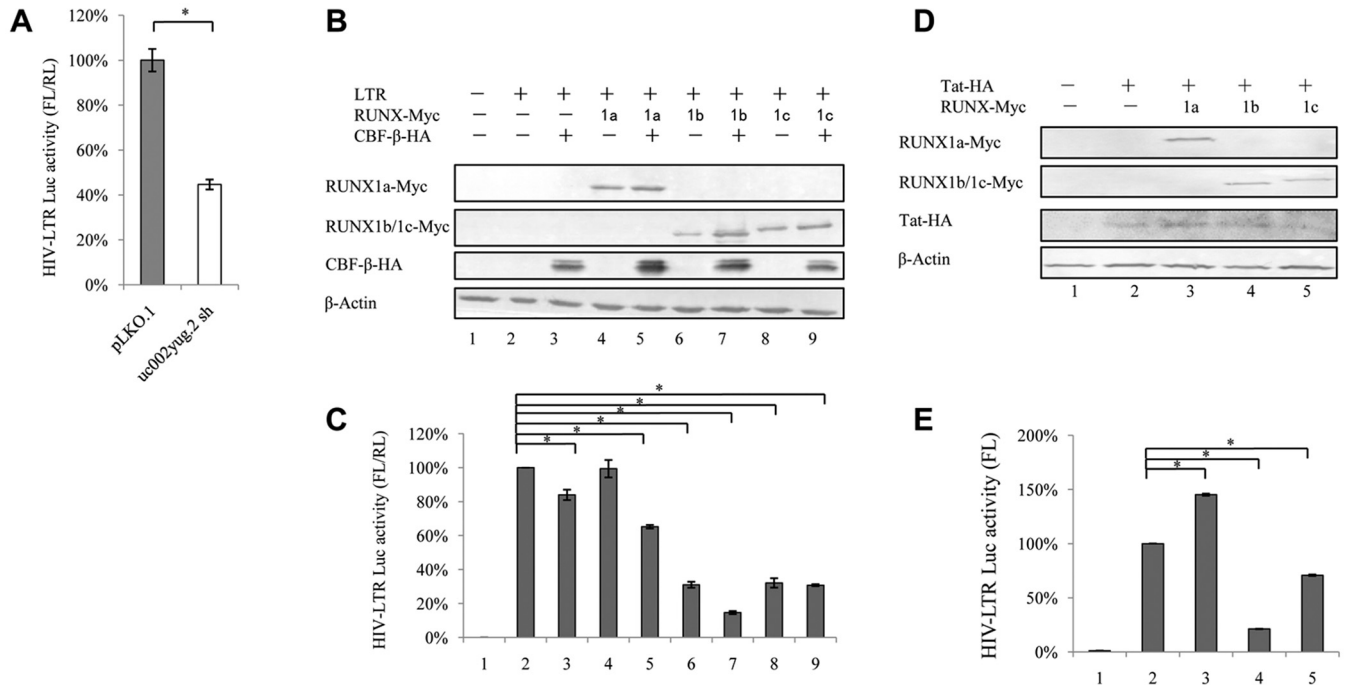 A
HIV-LTR Luc activity (FL/RL)
120%
100%
80%
60%
40%
20%
0%
*
pLKO.1
uc002yug.2 sh
B
LTR − + + + + + + + +
RUNX-Myc − − − 1a 1a 1b 1b 1c 1c
CBF-β-HA − − + − + − + − +
RUNX1a-Myc
RUNX1b/1c-Myc
CBF-β-HA
β-Actin
1 2 3 4 5 6 7 8 9
C
HIV-LTR Luc activity (FL/RL)
120%
100%
80%
60%
40%
20%
0%
*
*
*
*
*
*
1 2 3 4 5 6 7 8 9
D
Tat-HA − + + + +
RUNX-Myc − − 1a 1b 1c
RUNX1a-Myc
RUNX1b/1c-Myc
Tat-HA
β-Actin
1 2 3 4 5
E
HIV-LTR Luc activity (FL)
200%
150%
100%
50%
0%
*
*
*
1 2 3 4 5